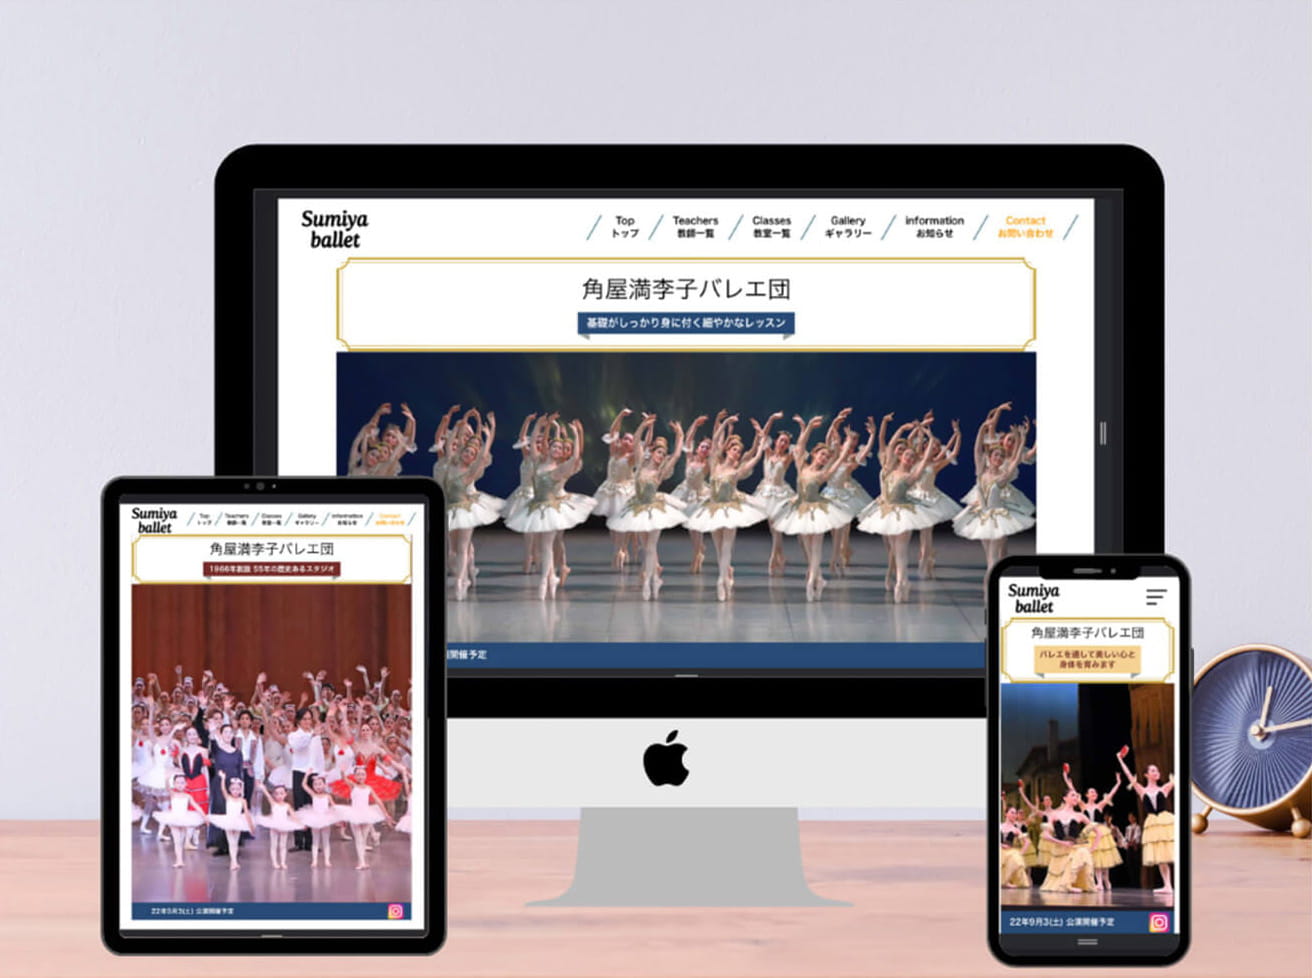 Sumiya
ballet
Top
トップ
Teachers
教師一覧
Classes
教室一覧
Gallery
ギャラリー
information
お知らせ
Contact
お問い合わせ
角屋満李子バレエ団
基礎がしっかり身に付く細やかなレッスン
開催予定
Sumiya
ballet
Top
トップ
Teachers
教師一覧
Classes
教室一覧
Gallery
ギャラリー
information
お知らせ
Contact
お問い合わせ
角屋満李子バレエ団
1966年創設 55年の歴史あるスタジオ
22年9月3(土) 公演開催予定
Sumiya
ballet
角屋満李子バレエ団
バレエを通して美しい心と
身体を育みます
22年9月3(土) 公演開催予定